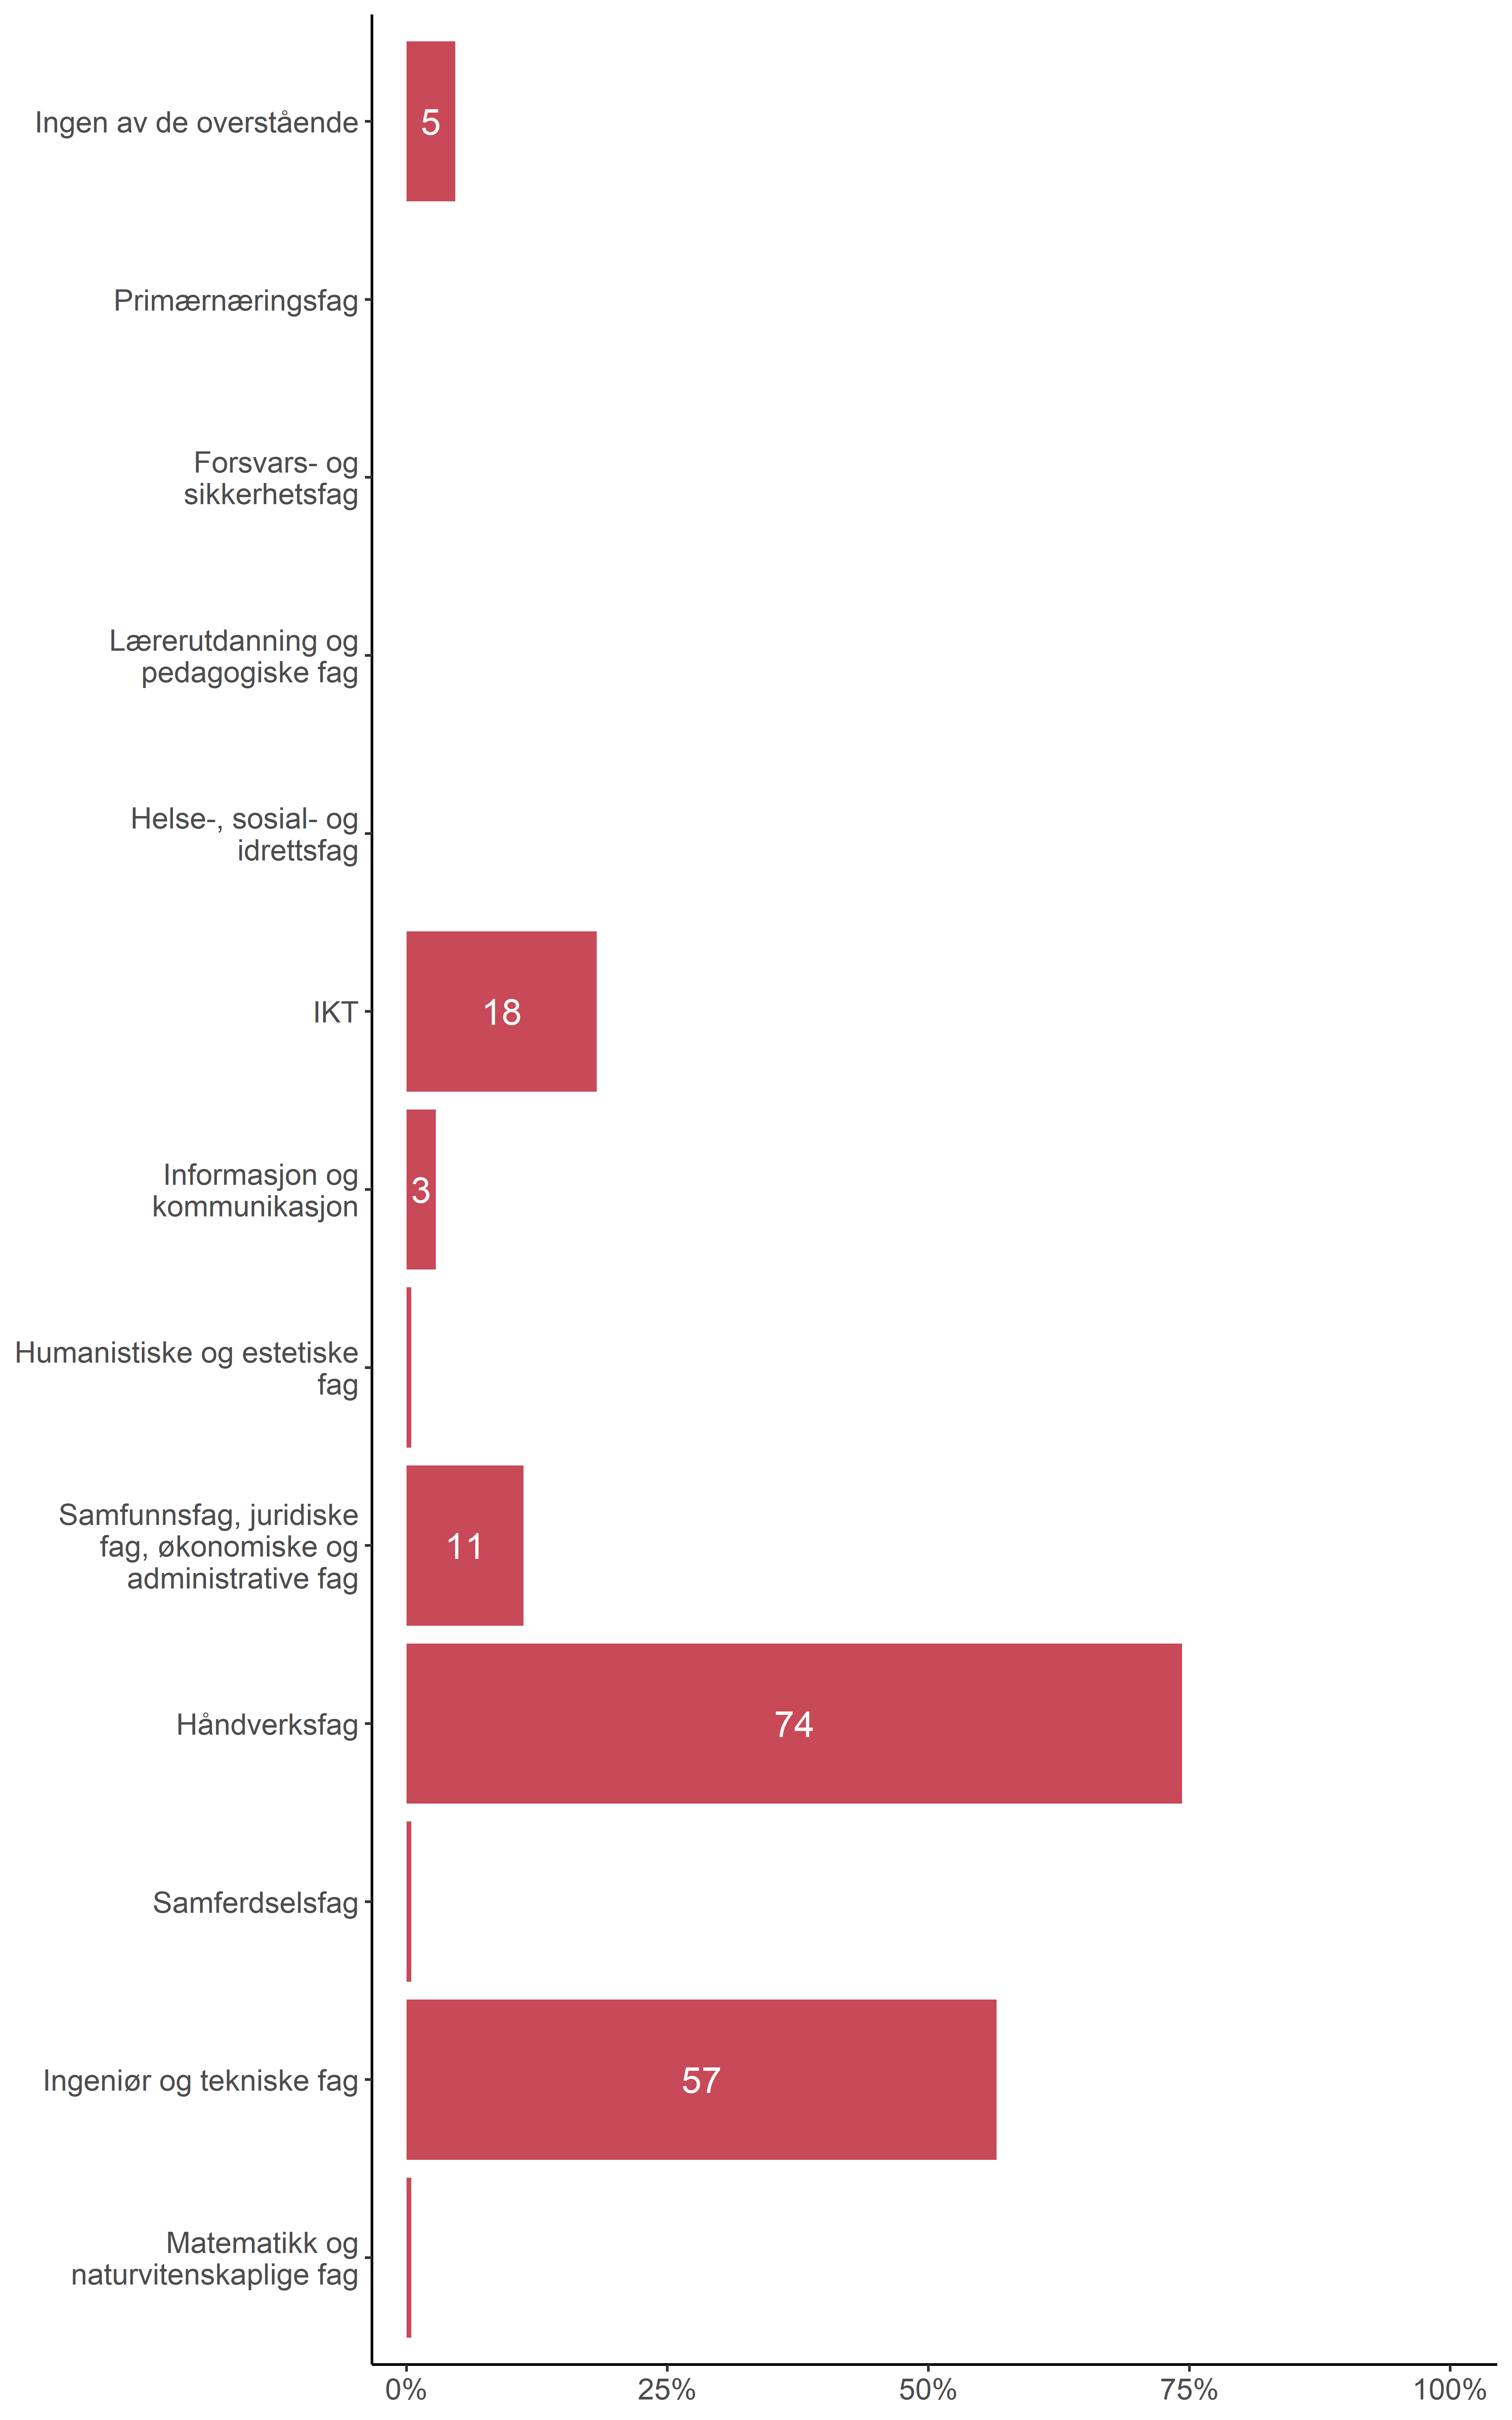 Ingen av de overstående
5
Primærnæringsfag
Forsvars- og
sikkerhetsfag
Lærerutdanning og
pedagogiske fag
Helse-, sosial- og
idrettsfag
IKT
18
Informasjon og
kommunikasjon
3
Humanistiske og estetiske
fag
Samfunnsfag, juridiske
fag, økonomiske og
administrative fag
11
Håndverksfag
74
Samferdselsfag
Ingeniør og tekniske fag
57
Matematikk og
naturvitenskaplige fag
0% 25% 50% 75% 100%